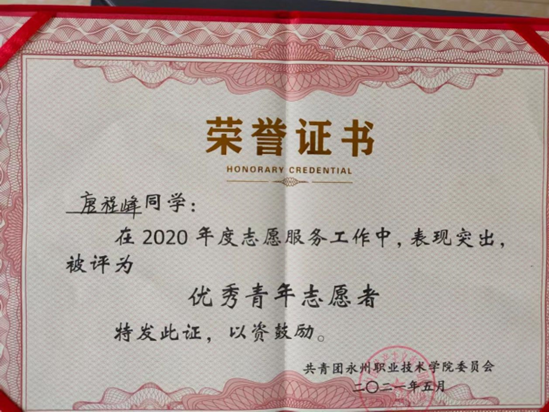 荣誉证书
HONORARY CREDENTIAL
唐程峰同学：
在2020年度志愿服务工作中，表现突出，
被评为
优秀青年志愿者
特发此证，以资鼓励。
共青团永州职业技术学院委员会
二〇二一年五月